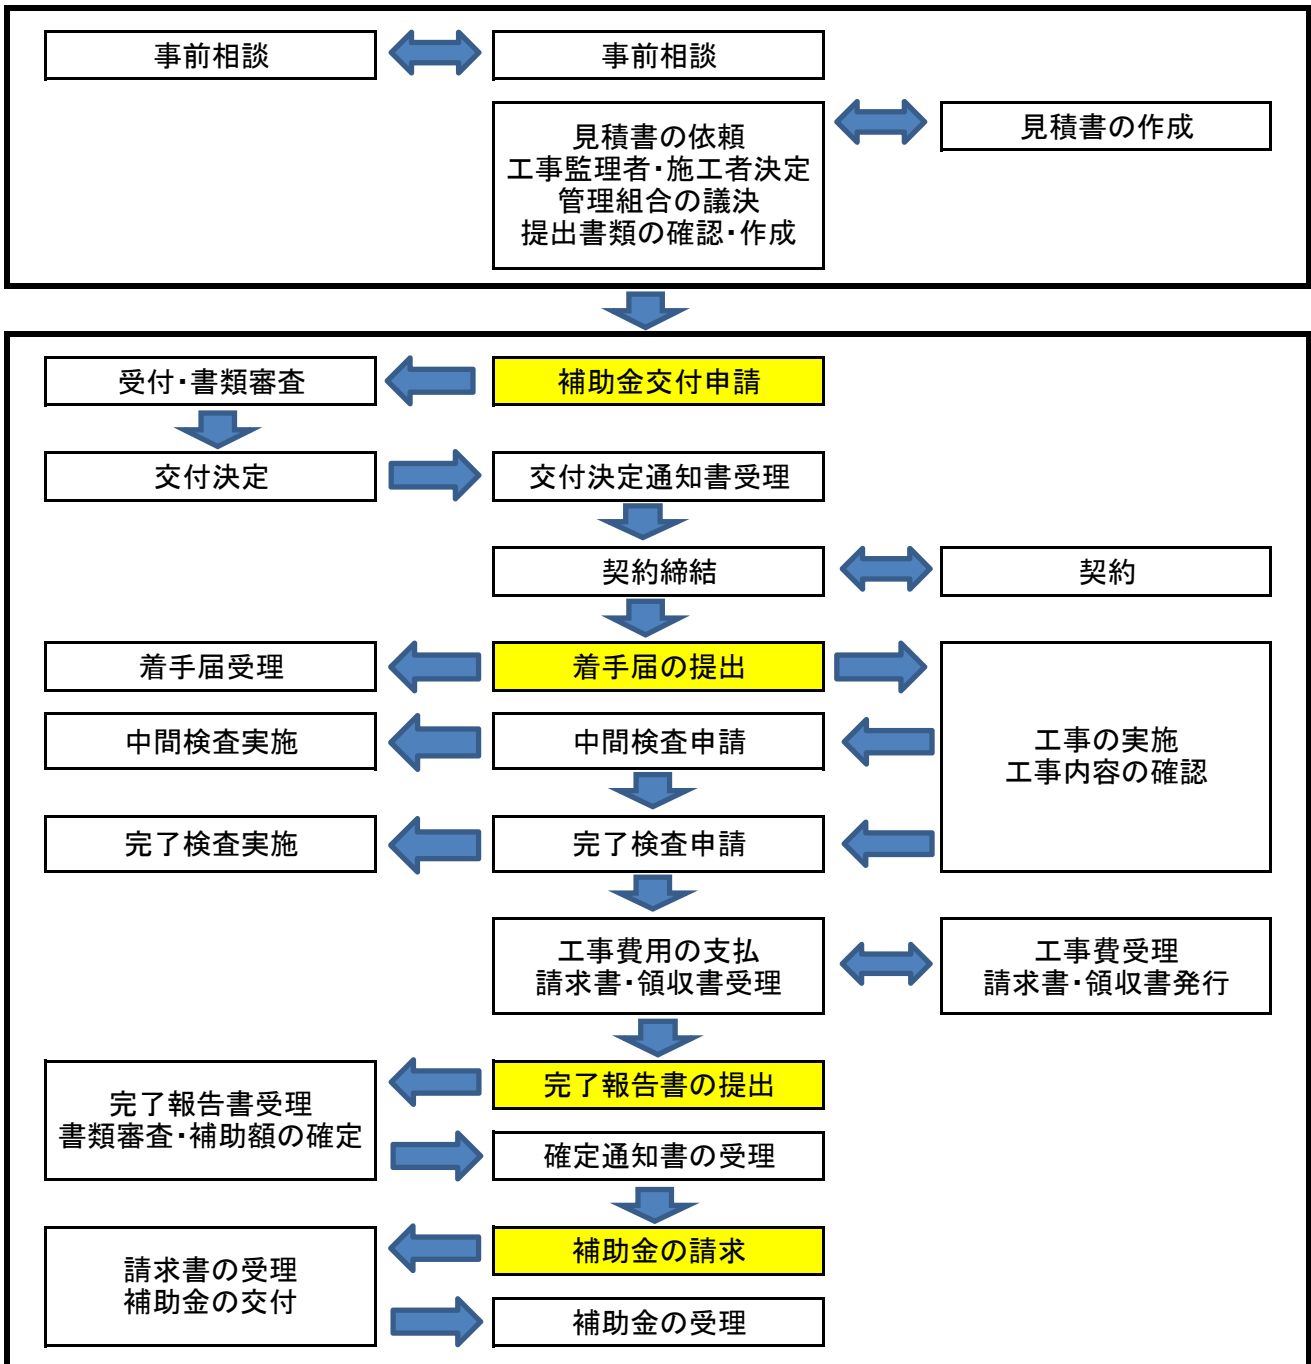 事前相談
事前相談
見積書の依頼
工事監理者・施工者決定
管理組合の議決
提出書類の確認・作成
見積書の作成
受付・書類審査
補助金交付申請
交付決定
交付決定通知書受理
契約締結
契約
着手届受理
着手届の提出
工事の実施
工事内容の確認
中間検査実施
中間検査申請
完了検査実施
完了検査申請
工事費用の支払
請求書・領収書受理
工事費受理
請求書・領収書発行
完了報告書受理
書類審査・補助額の確定
完了報告書の提出
確定通知書の受理
請求書の受理
補助金の交付
補助金の請求
補助金の受理